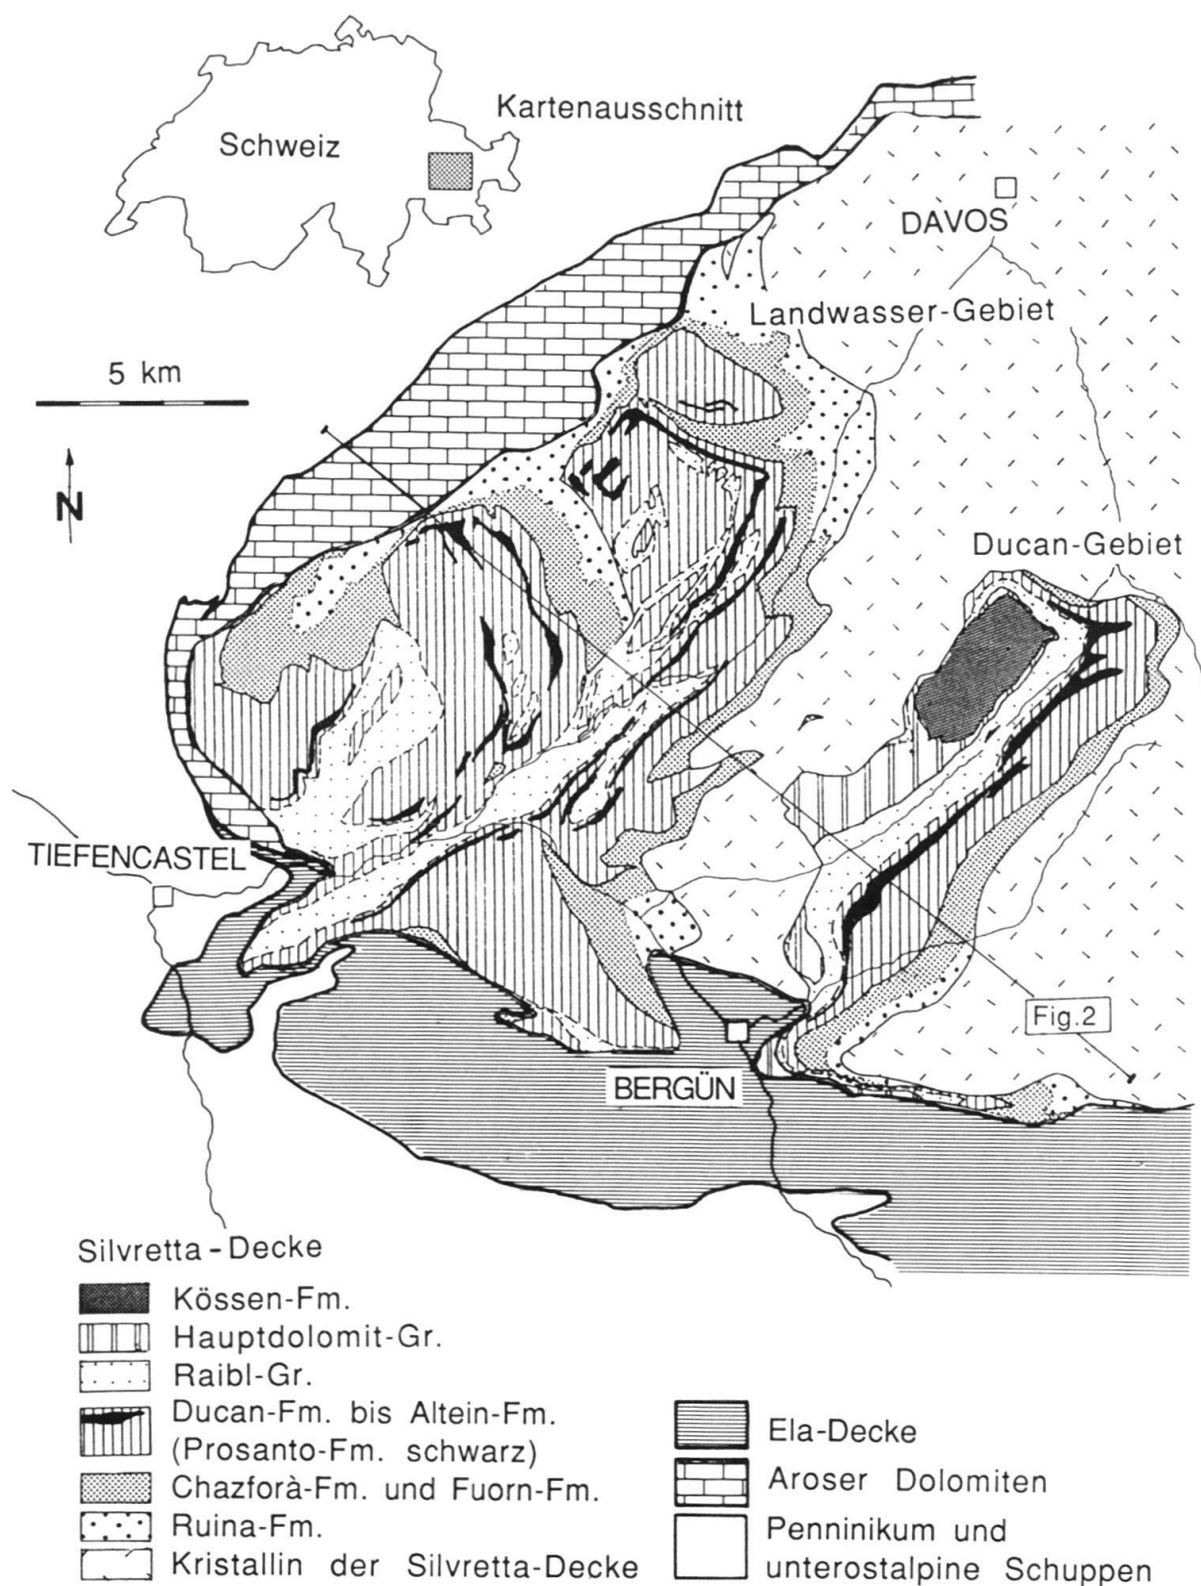 Kartenausschnitt
Schweiz
DAVOS
Landwasser-Gebiet
5 km
N
Ducan-Gebiet
TIEFENCASTEL
Fig.2
BERGÜN
Silvretta-Decke
Kössen-Fm.
Hauptdolomit-Gr.
Raibl-Gr.
Ducan-Fm. bis Altein-Fm.
(Prosanto-Fm. schwarz)
Chazforà-Fm. und Fuorn-Fm.
Ruina-Fm.
Kristallin der Silvretta-Decke
Ela-Decke
Aroser Dolomiten
Penninikum und
unterostalpine Schuppen